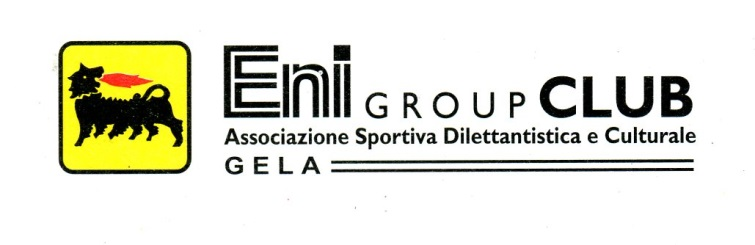 Eni GROUP CLUB
Associazione Sportiva Dilettantistica e Culturale
GELA